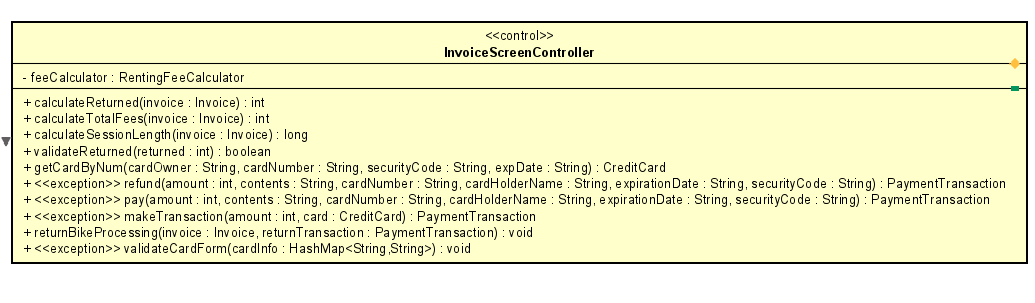 <<control>>
InvoiceScreenController
- feeCalculator : RentingFeeCalculator
+ calculateReturned(invoice : Invoice) : int
+ calculateTotalFees(invoice : Invoice) : int
+ calculateSessionLength(invoice : Invoice) : long
+ validateReturned(returned : int) : boolean
+ getCardByNum(cardOwner : String, cardNumber : String, securityCode : String, expDate : String) : CreditCard
+ <<exception>> refund(amount : int, contents : String, cardNumber : String, cardHolderName : String, expirationDate : String, securityCode : String) : PaymentTransaction
+ <<exception>> pay(amount : int, contents : String, cardNumber : String, cardHolderName : String, expirationDate : String, securityCode : String) : PaymentTransaction
+ <<exception>> makeTransaction(amount : int, card : CreditCard) : PaymentTransaction
+ returnBikeProcessing(invoice : Invoice, returnTransaction : PaymentTransaction) : void
+ <<exception>> validateCardForm(cardInfo : HashMap<String,String>) : void